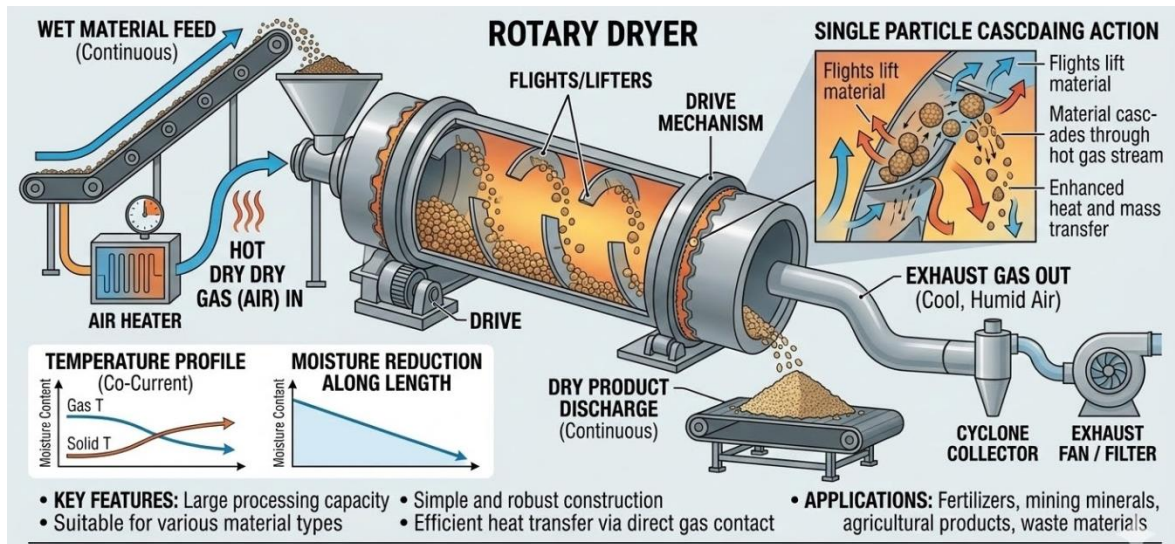 ROTARY DRYER
WET MATERIAL FEED
(Continuous)
HOT
DRY DRY
GAS (AIR) IN
AIR HEATER
FLIGHTS/LIFTERS
DRIVE
MECHANISM
DRIVE
SINGLE PARTICLE CASCDAING ACTION
Flights lift
material
Flights lift
material
Material casc-
ades through
hot gas stream
Enhanced
heat and mass
transfer
EXHAUST GAS OUT
(Cool, Humid Air)
DRY PRODUCT
DISCHARGE
(Continuous)
CYCLONE
COLLECTOR
EXHAUST
FAN / FILTER
TEMPERATURE PROFILE
(Co-Current)
Moisture Content
Gas T
Solid T
MOISTURE REDUCTION
ALONG LENGTH
Moisture Contant
• KEY FEATURES: Large processing capacity
• Suitable for various material types
• Simple and robust construction
• Efficient heat transfer via direct gas contact
• APPLICATIONS: Fertilizers, mining minerals,
agricultural products, waste materials